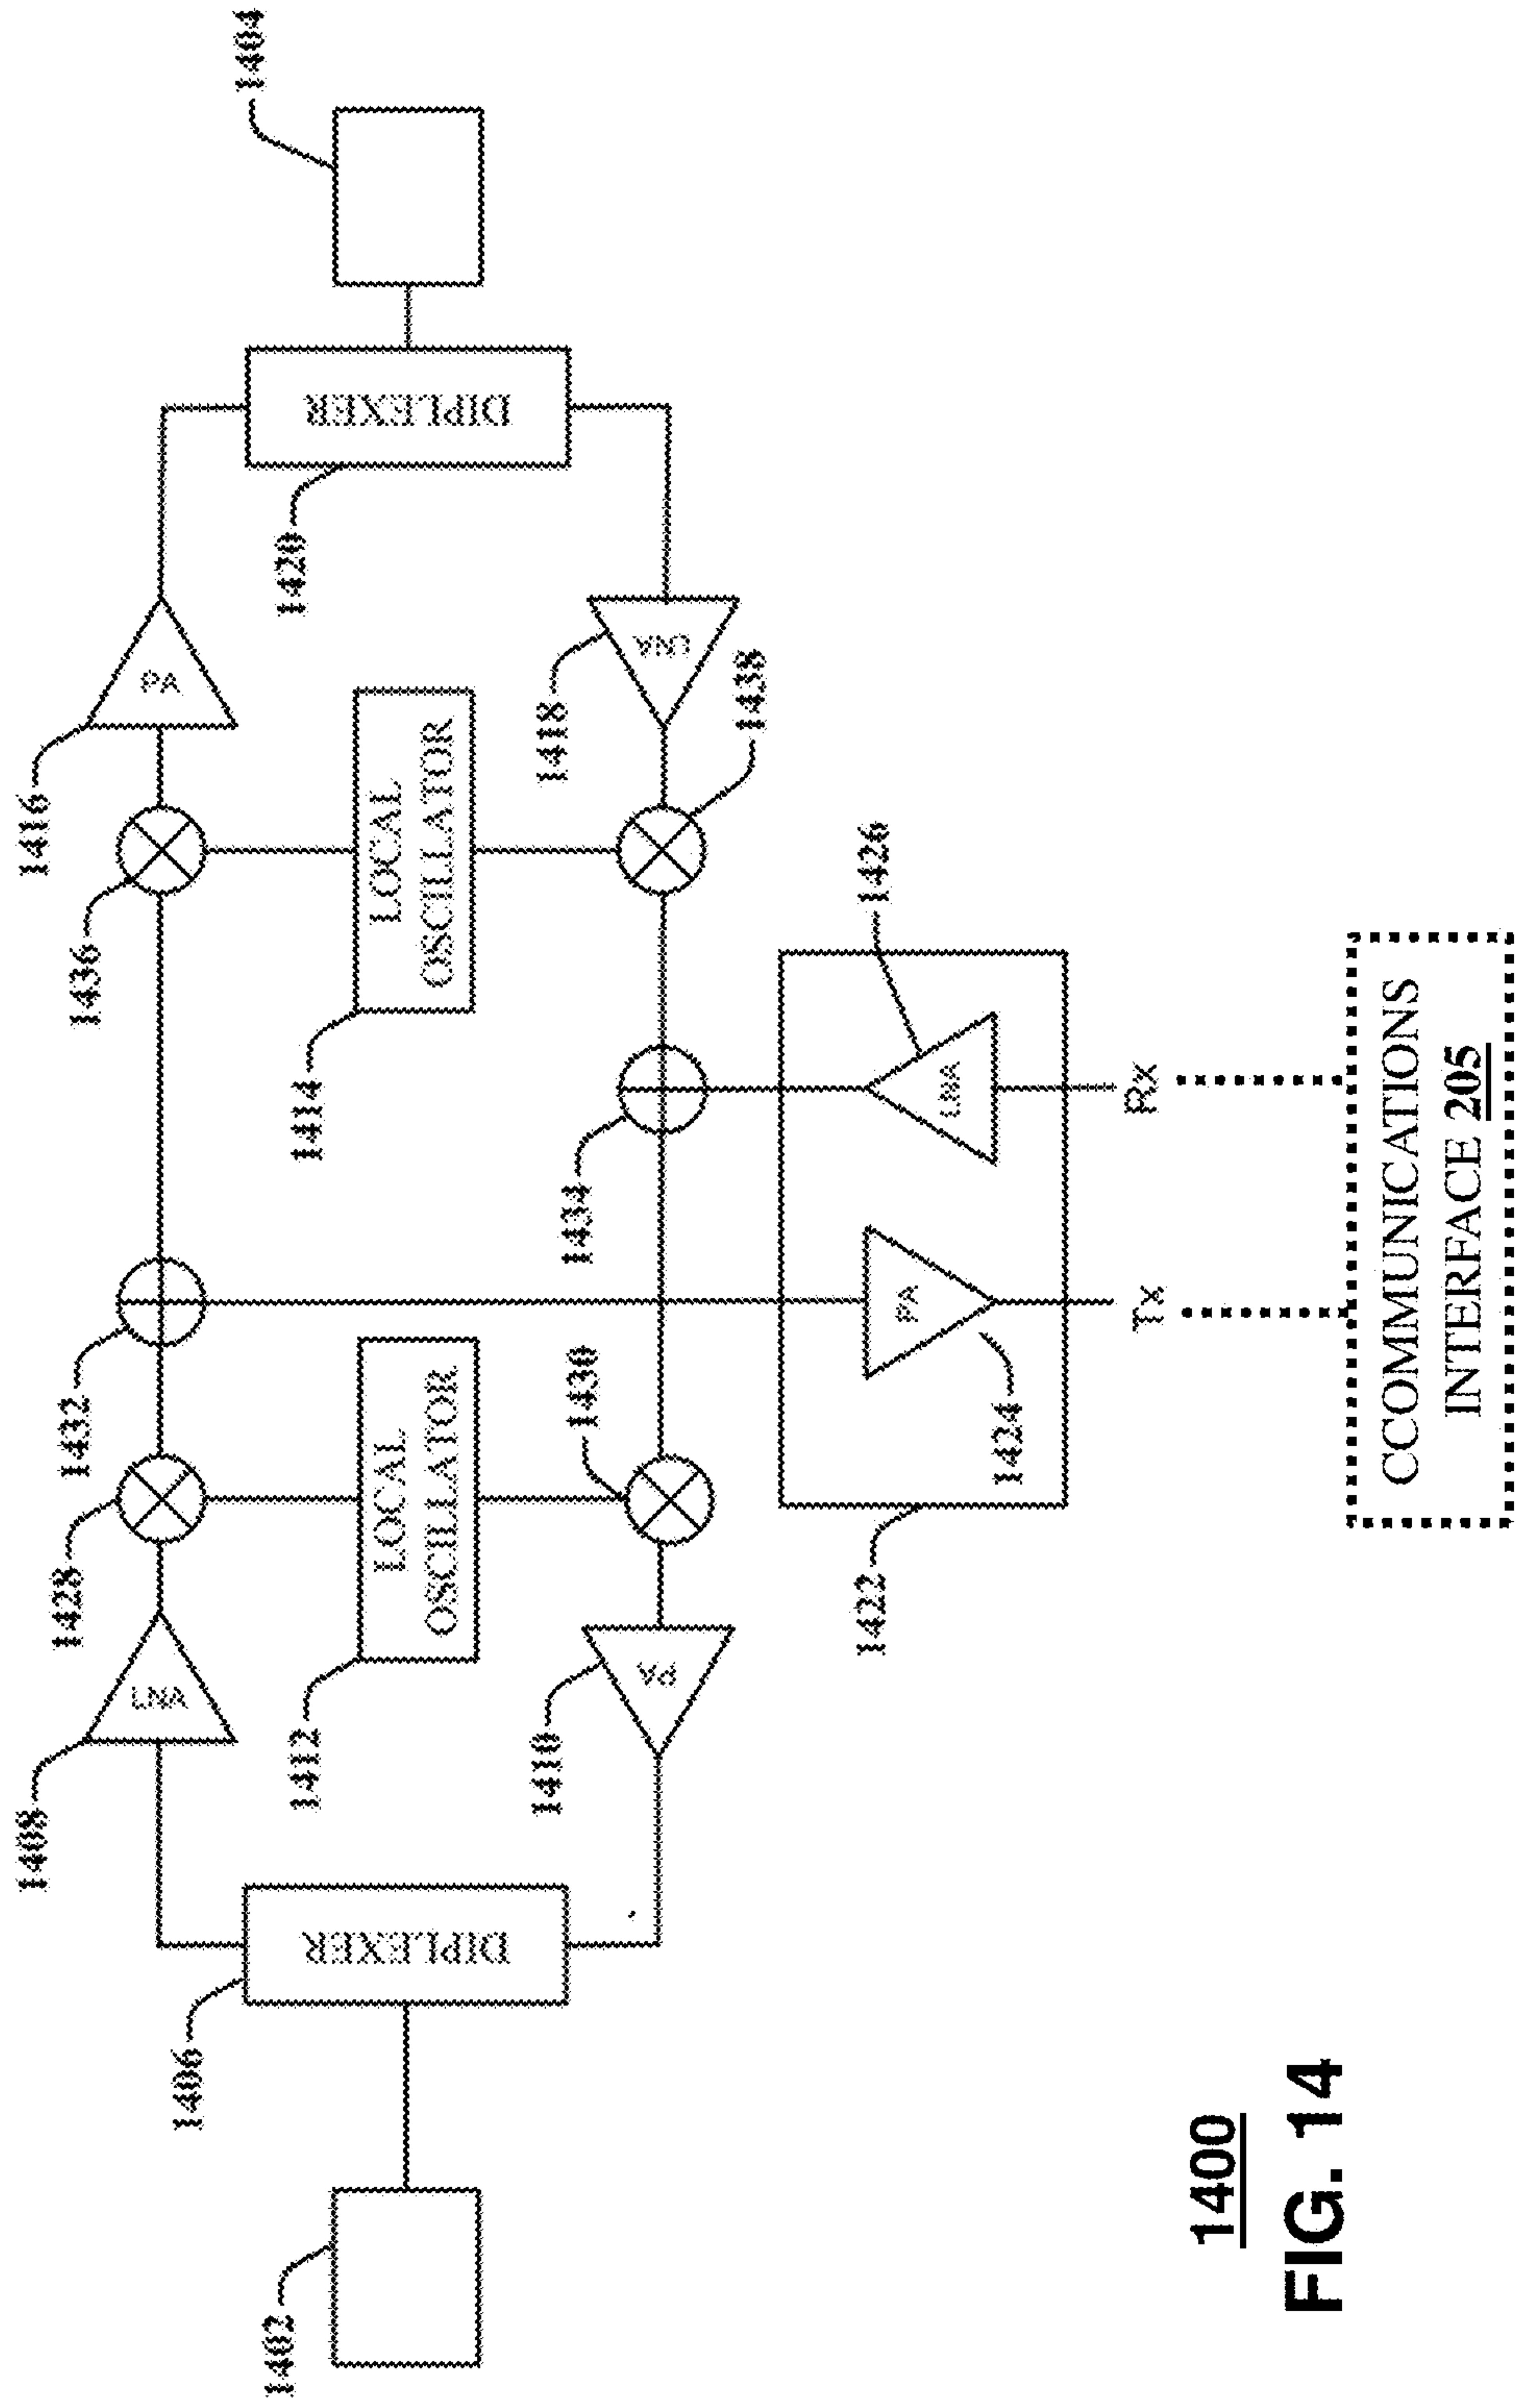 1408
1428
1432
1436
1416
LNA
PA
1406
1412
1414
1420
1404
1402
DIPLEXER
LOCAL
OSCILLATOR
LOCAL
OSCILLATOR
DIPLEXER
1410
1430
1434
1418
PA
LNA
1438
1422
1424
PA
LNA
1426
Tx
Rx
CCOMMUNICATIONS
INTERFACE 205
1400
FIG. 14